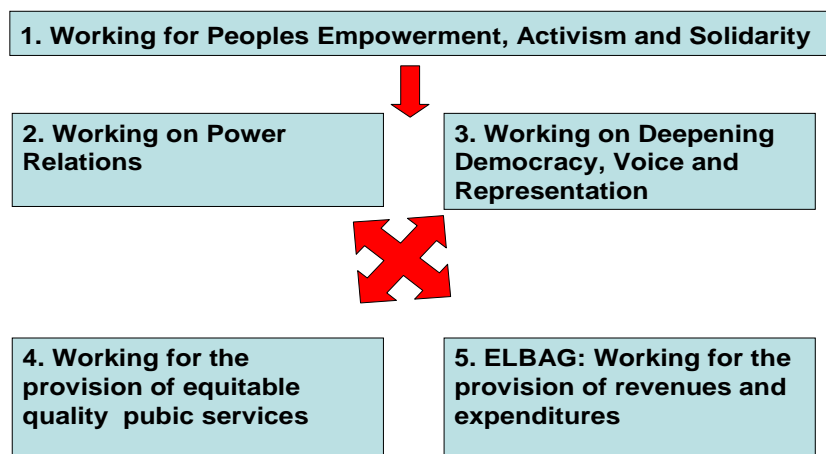 1. Working for Peoples Empowerment, Activism and Solidarity
2. Working on Power
Relations
3. Working on Deepening
Democracy, Voice and
Representation
4. Working for the
provision of equitable
quality  pubic services
5. ELBAG: Working for the
provision of revenues and
expenditures